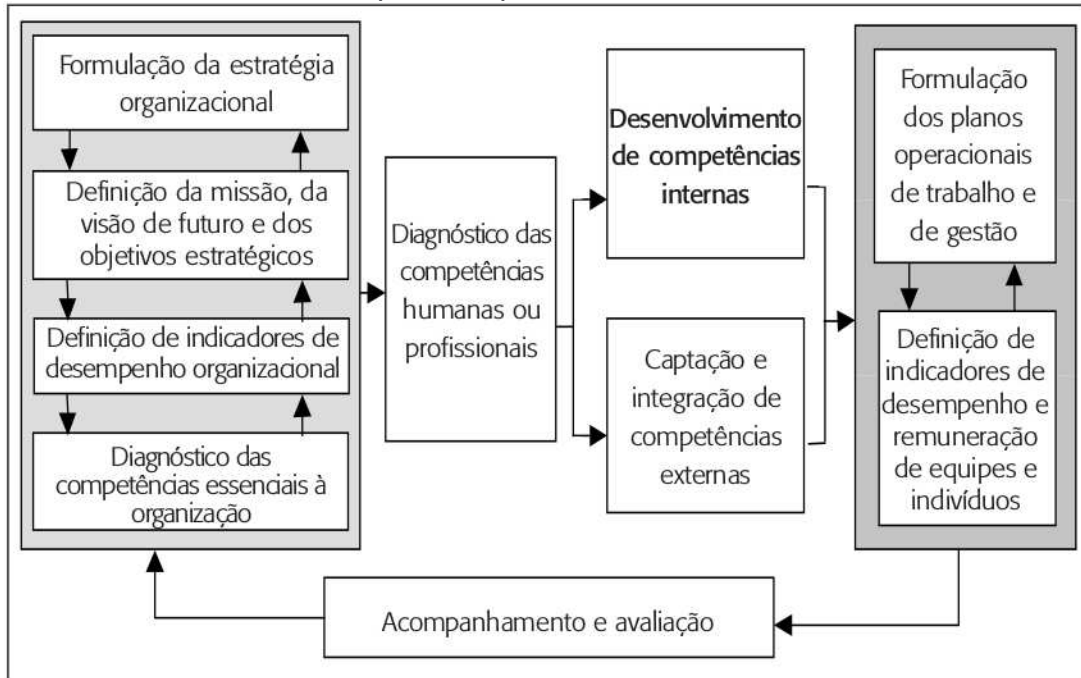 Formulação da estratégia
organizacional
Definição da missão, da
visão de futuro e dos
objetivos estratégicos
Definição de indicadores de
desempenho organizacional
Diagnóstico das
competências essenciais à
organização
Diagnóstico das
competências
humanas ou
profissionais
Desenvolvimento
de competências
internas
Captação e
integração de
competências
externas
Formulação
dos planos
operacionais
de trabalho e
de gestão
Definição de
indicadores de
desempenho e
remuneração
de equipes e
indivíduos
Acompanhamento e avaliação